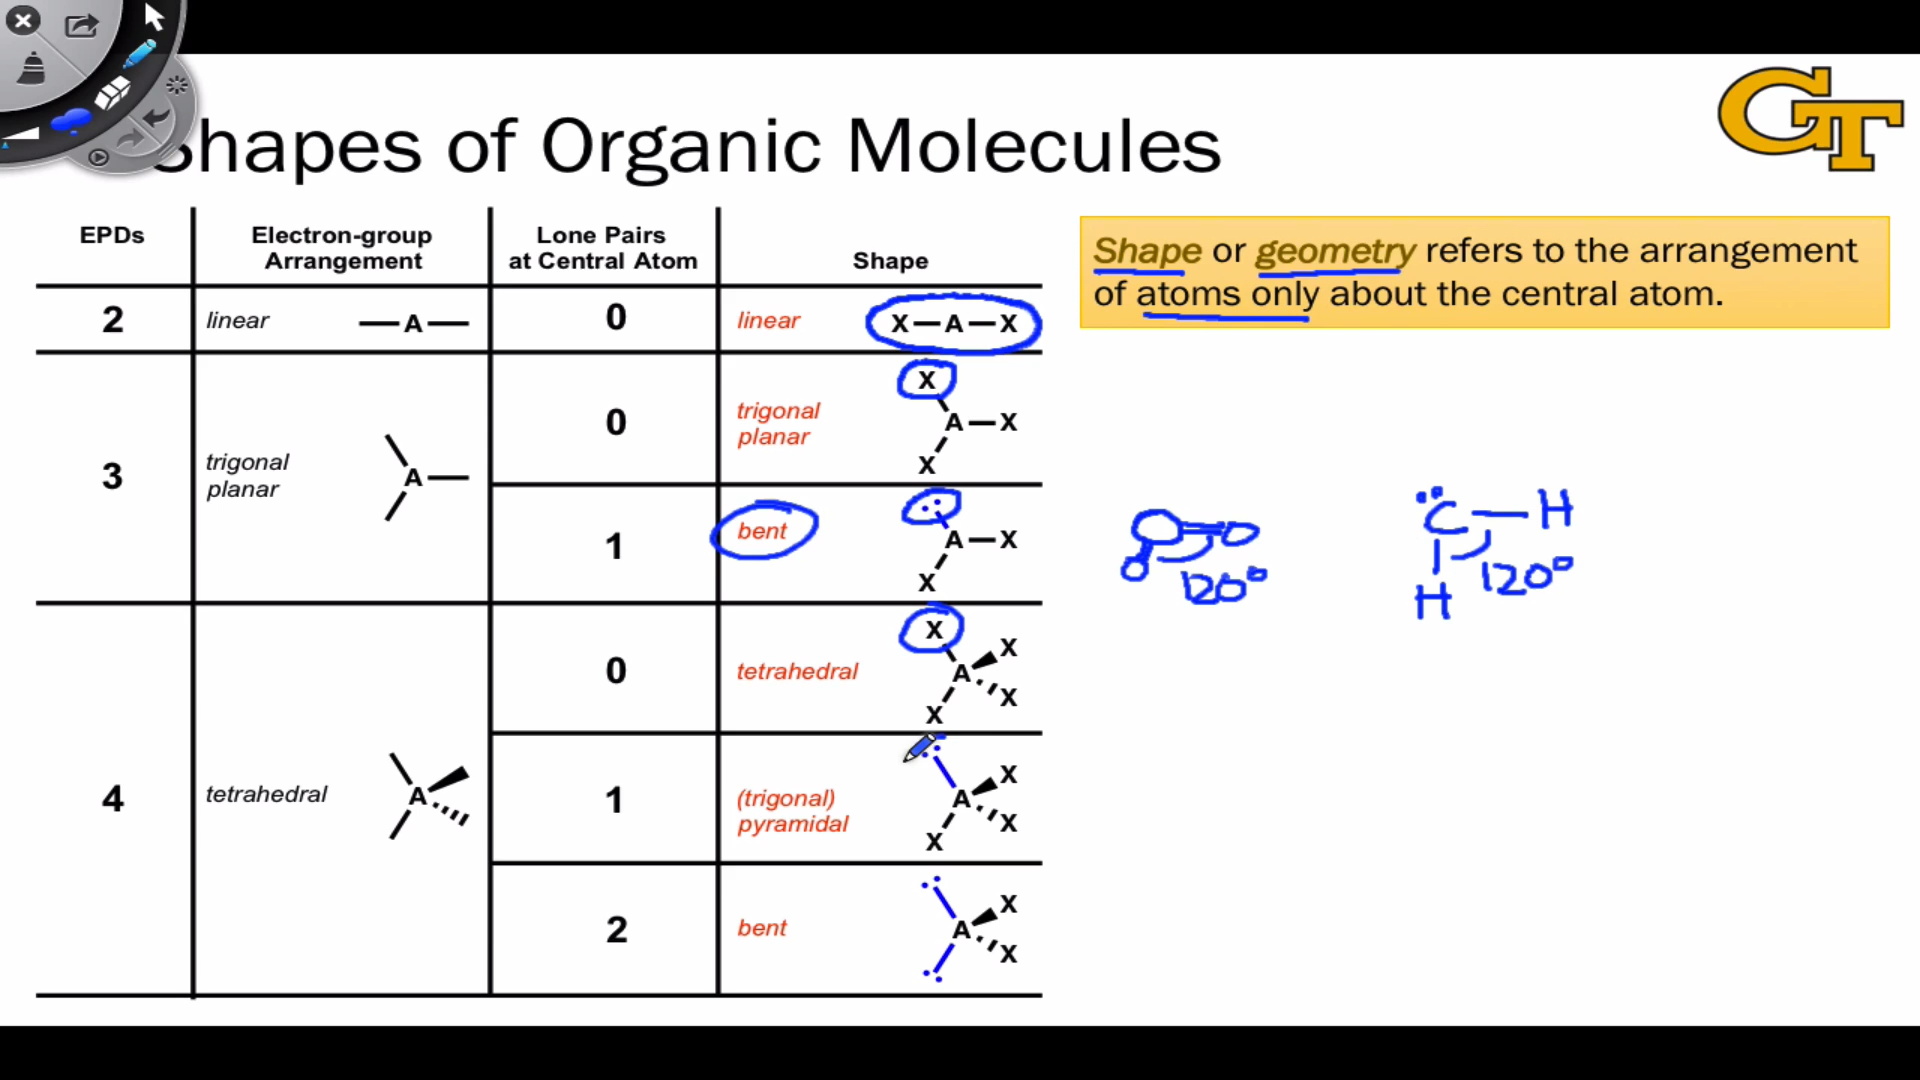 Shapes of Organic Molecules
GT
EPDs
Electron-group
Arrangement
Lone Pairs
at Central Atom
Shape
2
linear
—A—
0
linear
X—A—X
3
trigonal
planar
A
0
trigonal
planar
X
A—X
X
1
bent
A—X
X
4
tetrahedral
A
0
tetrahedral
X
X
A
X
X
1
(trigonal)
pyramidal
X
A
X
X
2
bent
X
A
X
Shape or geometry refers to the arrangement
of atoms only about the central atom.
120°
C—H
H
120°